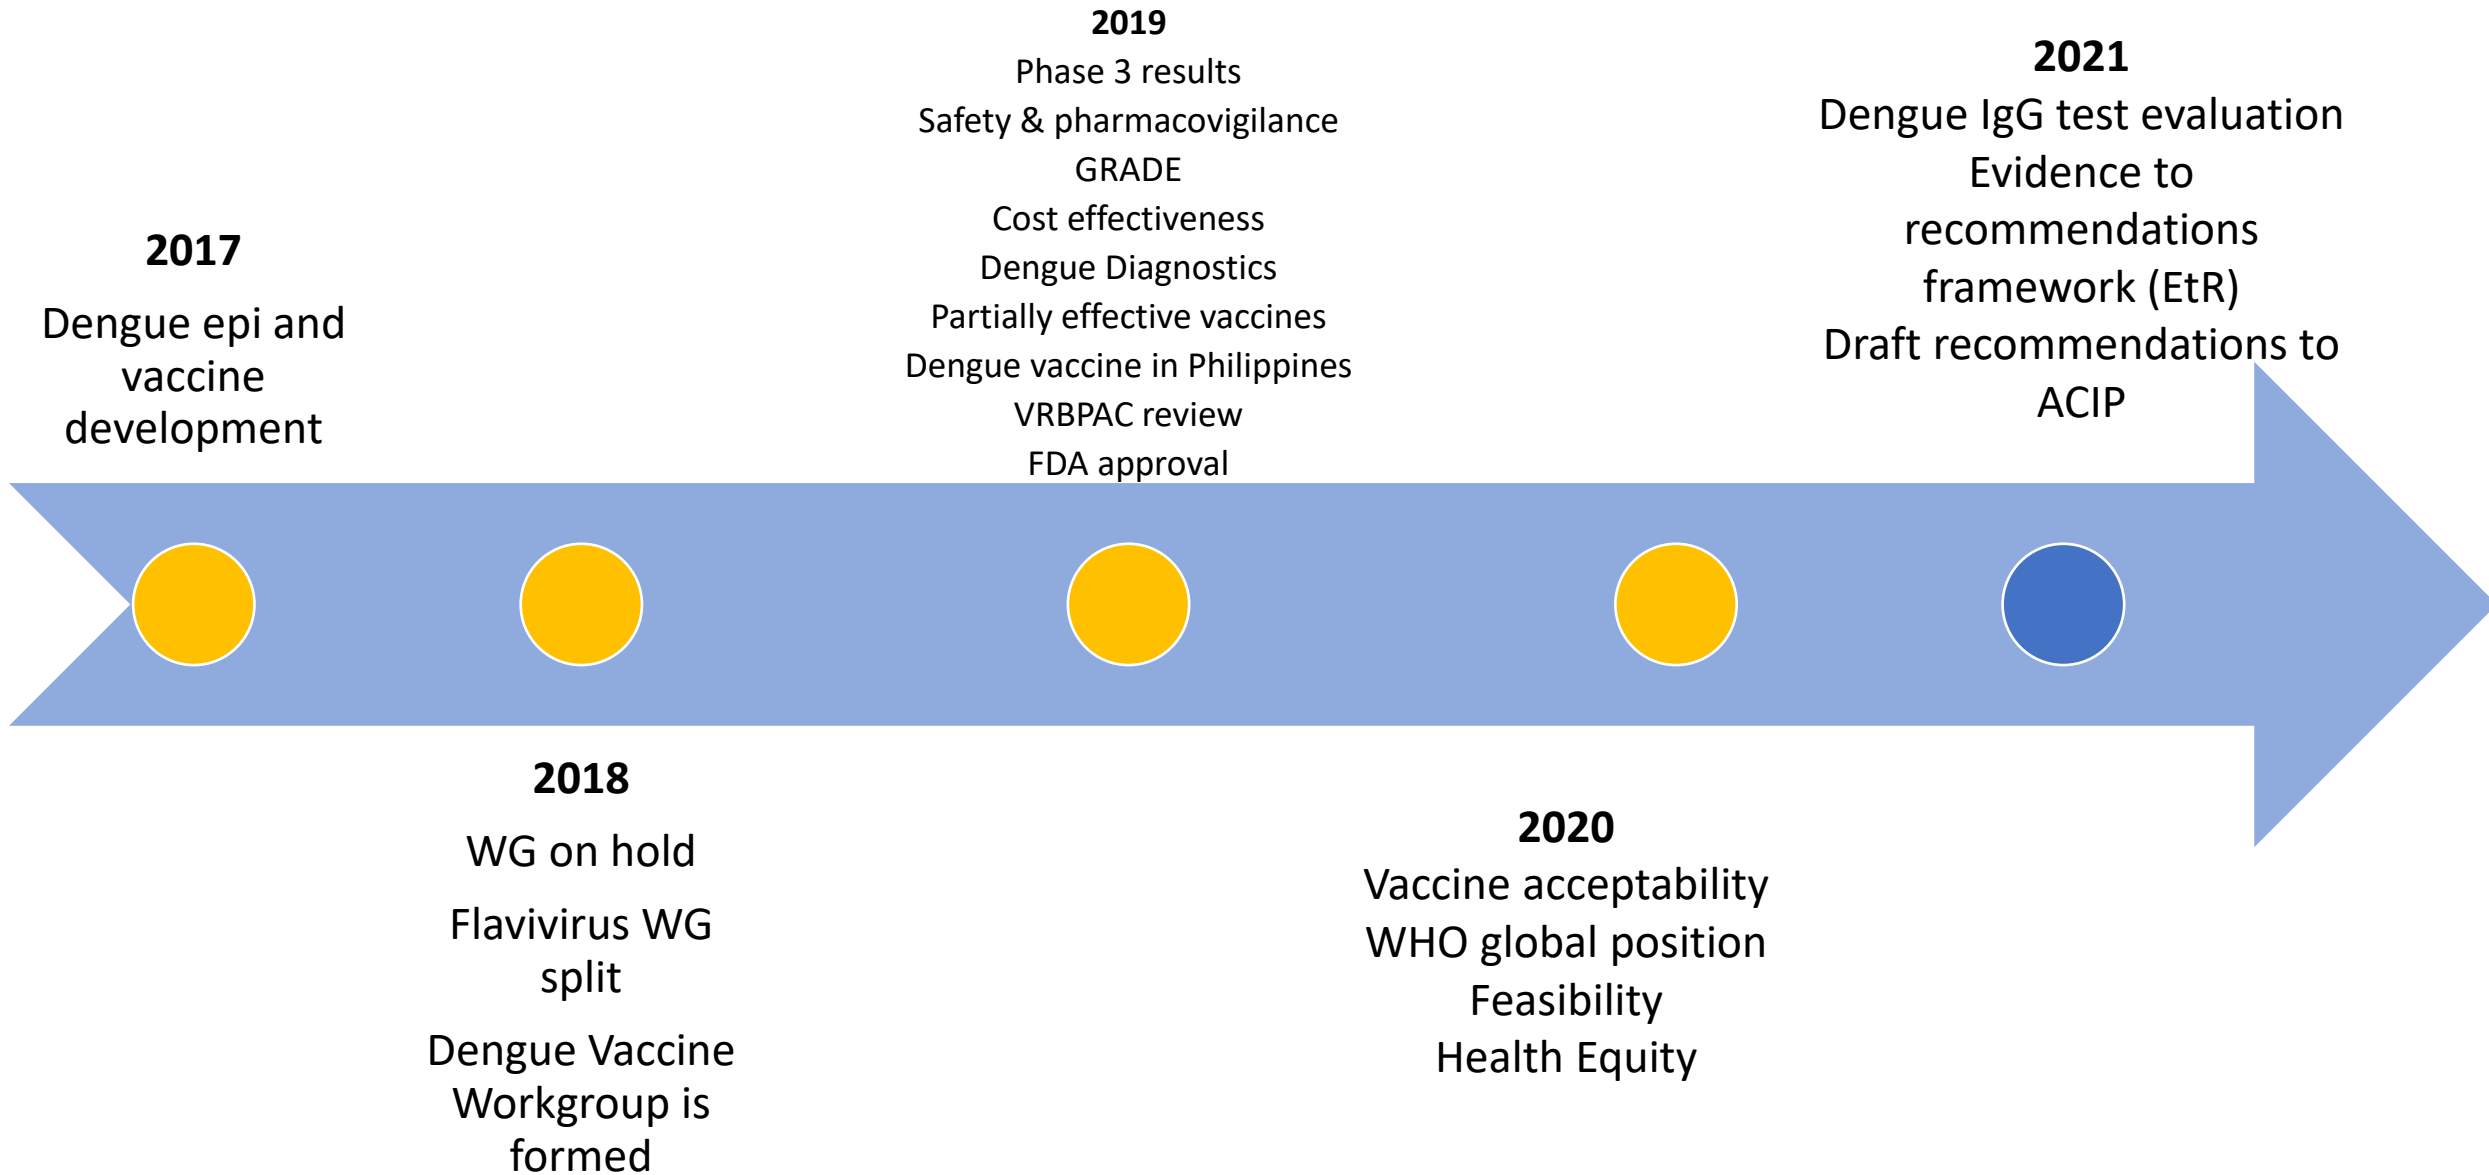 2017
Dengue epi and
vaccine
development
2018
WG on hold
Flavivirus WG
split
Dengue Vaccine
Workgroup is
formed
2019
Phase 3 results
Safety & pharmacovigilance
GRADE
Cost effectiveness
Dengue Diagnostics
Partially effective vaccines
Dengue vaccine in Philippines
VRBPAC review
FDA approval
2020
Vaccine acceptability
WHO global position
Feasibility
Health Equity
2021
Dengue IgG test evaluation
Evidence to
recommendations
framework (EtR)
Draft recommendations to
ACIP